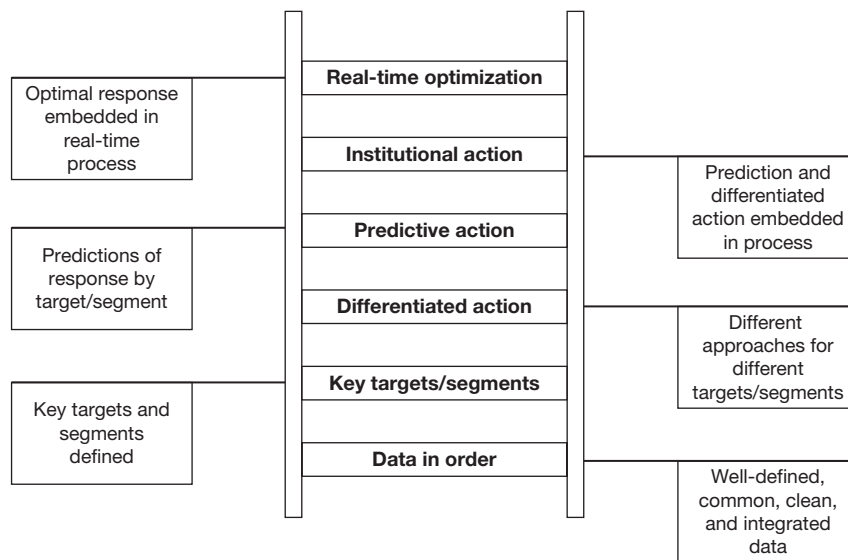 Real-time optimization
Optimal response
embedded in
real-time
process
Institutional action
Prediction and
differentiated
action embedded
in process
Predictive action
Predictions of
response by
target/segment
Differentiated action
Different
approaches for
different
targets/segments
Key targets/segments
Key targets and
segments
defined
Data in order
Well-defined,
common, clean,
and integrated
data